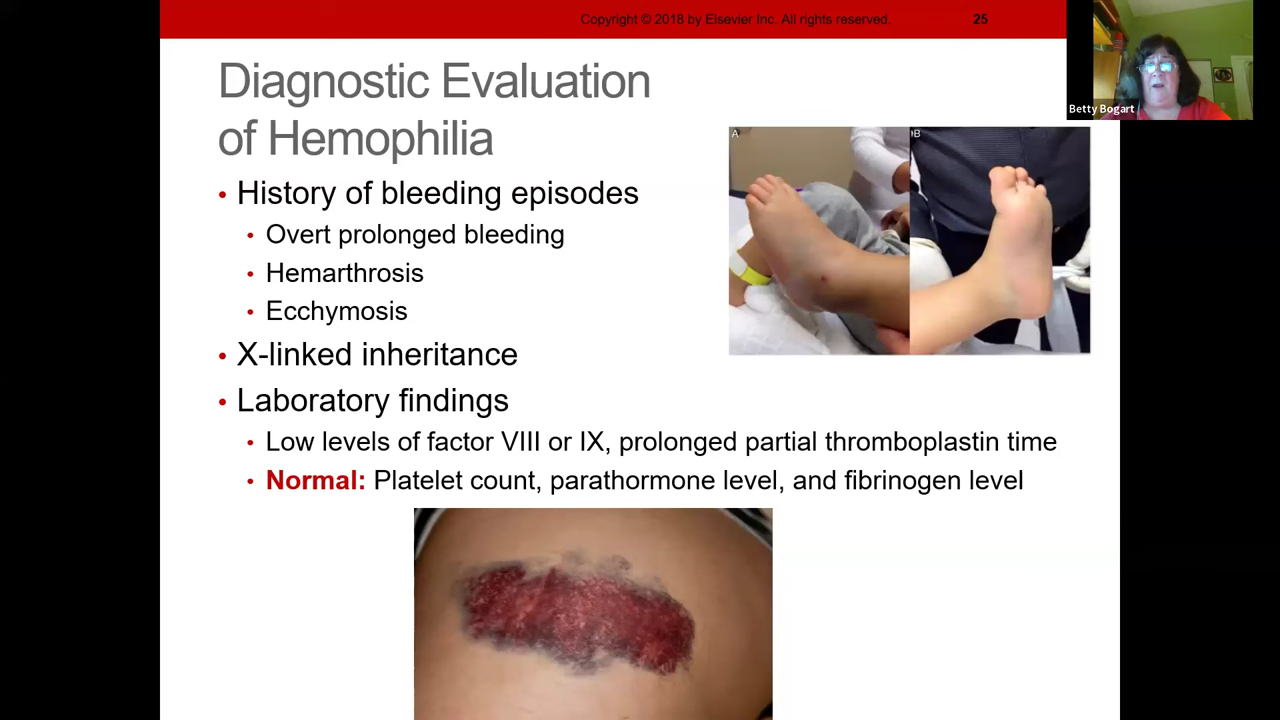 Copyright © 2018 by Elsevier Inc. All rights reserved.
25
Betty Bogart
Diagnostic Evaluation
of Hemophilia
• History of bleeding episodes
• Overt prolonged bleeding
• Hemarthrosis
• Ecchymosis
• X-linked inheritance
• Laboratory findings
• Low levels of factor VIII or IX, prolonged partial thromboplastin time
• Normal: Platelet count, parathormone level, and fibrinogen level
A
B